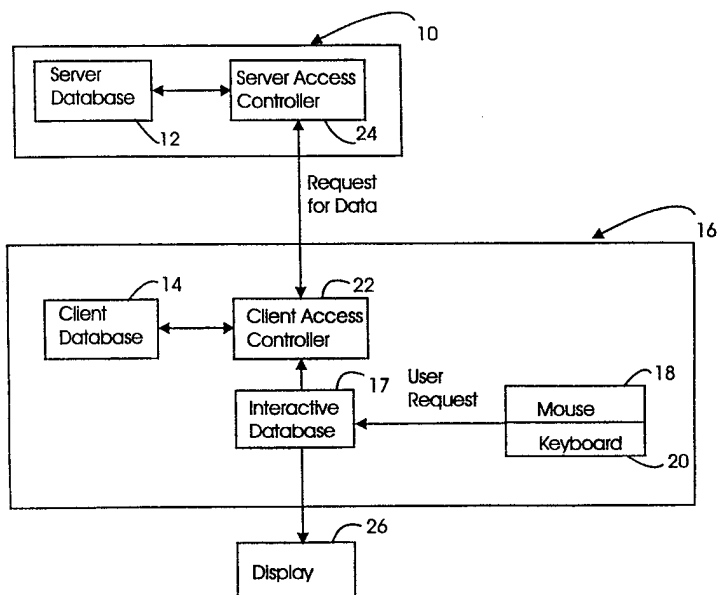 10
Server
Database
Server Access
Controller
12
24
Request
for Data
16
14
22
Client
Database
Client Access
Controller
17
User
Request
18
Interactive
Database
Mouse
Keyboard
20
26
Display